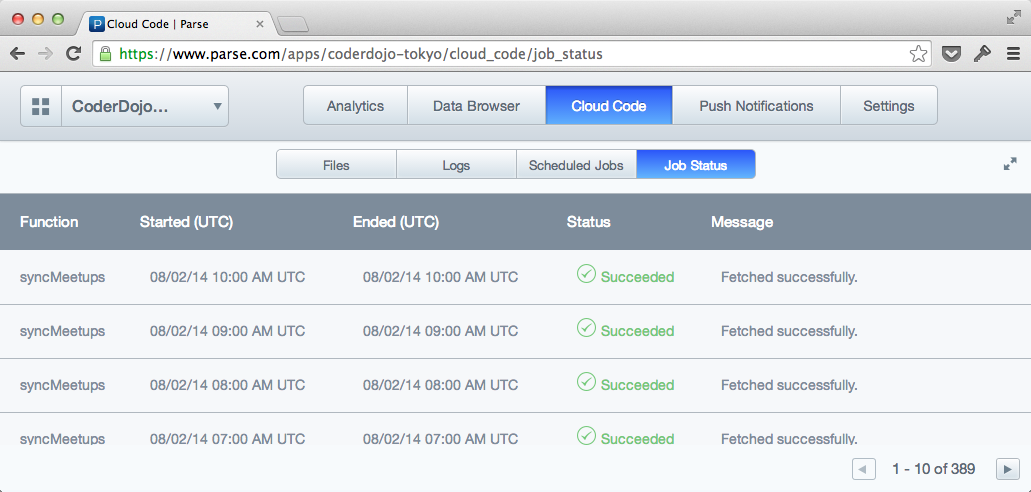 Cloud Code | Parse
https://www.parse.com/apps/coderdojo-tokyo/cloud_code/job_status
CoderDojo... Analytics Data Browser Cloud Code Push Notifications Settings
Files Logs Scheduled Jobs Job Status
Function Started (UTC) Ended (UTC) Status Message
syncMeetups 08/02/14 10:00 AM UTC 08/02/14 10:00 AM UTC Succeeded Fetched successfully.
syncMeetups 08/02/14 09:00 AM UTC 08/02/14 09:00 AM UTC Succeeded Fetched successfully.
syncMeetups 08/02/14 08:00 AM UTC 08/02/14 08:00 AM UTC Succeeded Fetched successfully.
syncMeetups 08/02/14 07:00 AM UTC 08/02/14 07:00 AM UTC Succeeded Fetched successfully.
1 - 10 of 389